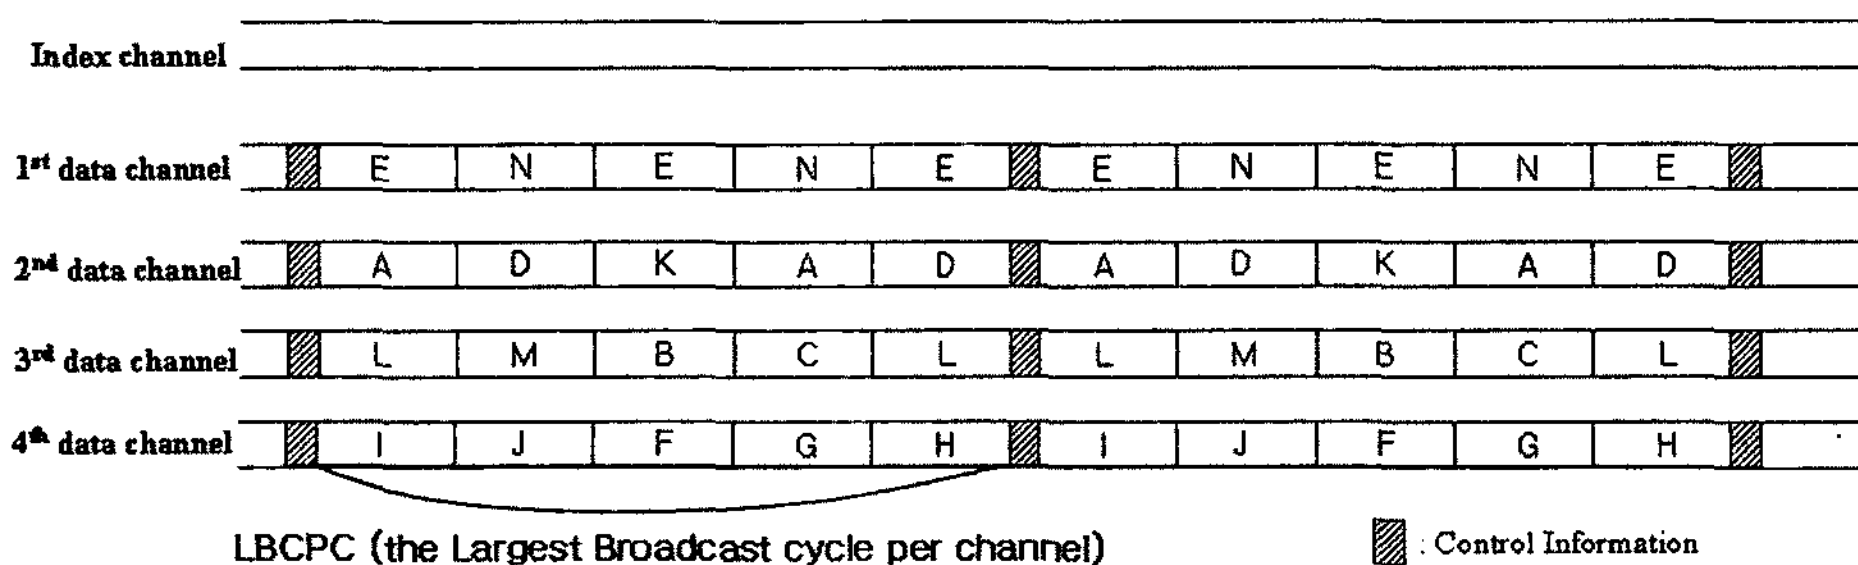 Index channel
1st data channel E N E N E E N E N E
2nd data channel A D K A D A D K A D
3rd data channel L M B C L L M B C L
4th data channel I J F G H I J F G H
LBCPC (the Largest Broadcast cycle per channel)
: Control Information